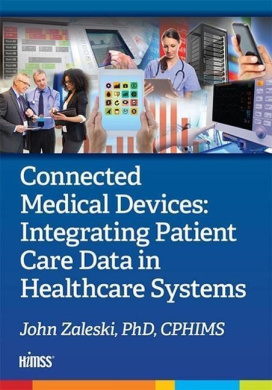 Connected
Medical Devices:
Integrating Patient
Care Data in
Healthcare Systems
John Zaleski, PhD, CPHIMS
HIMSS